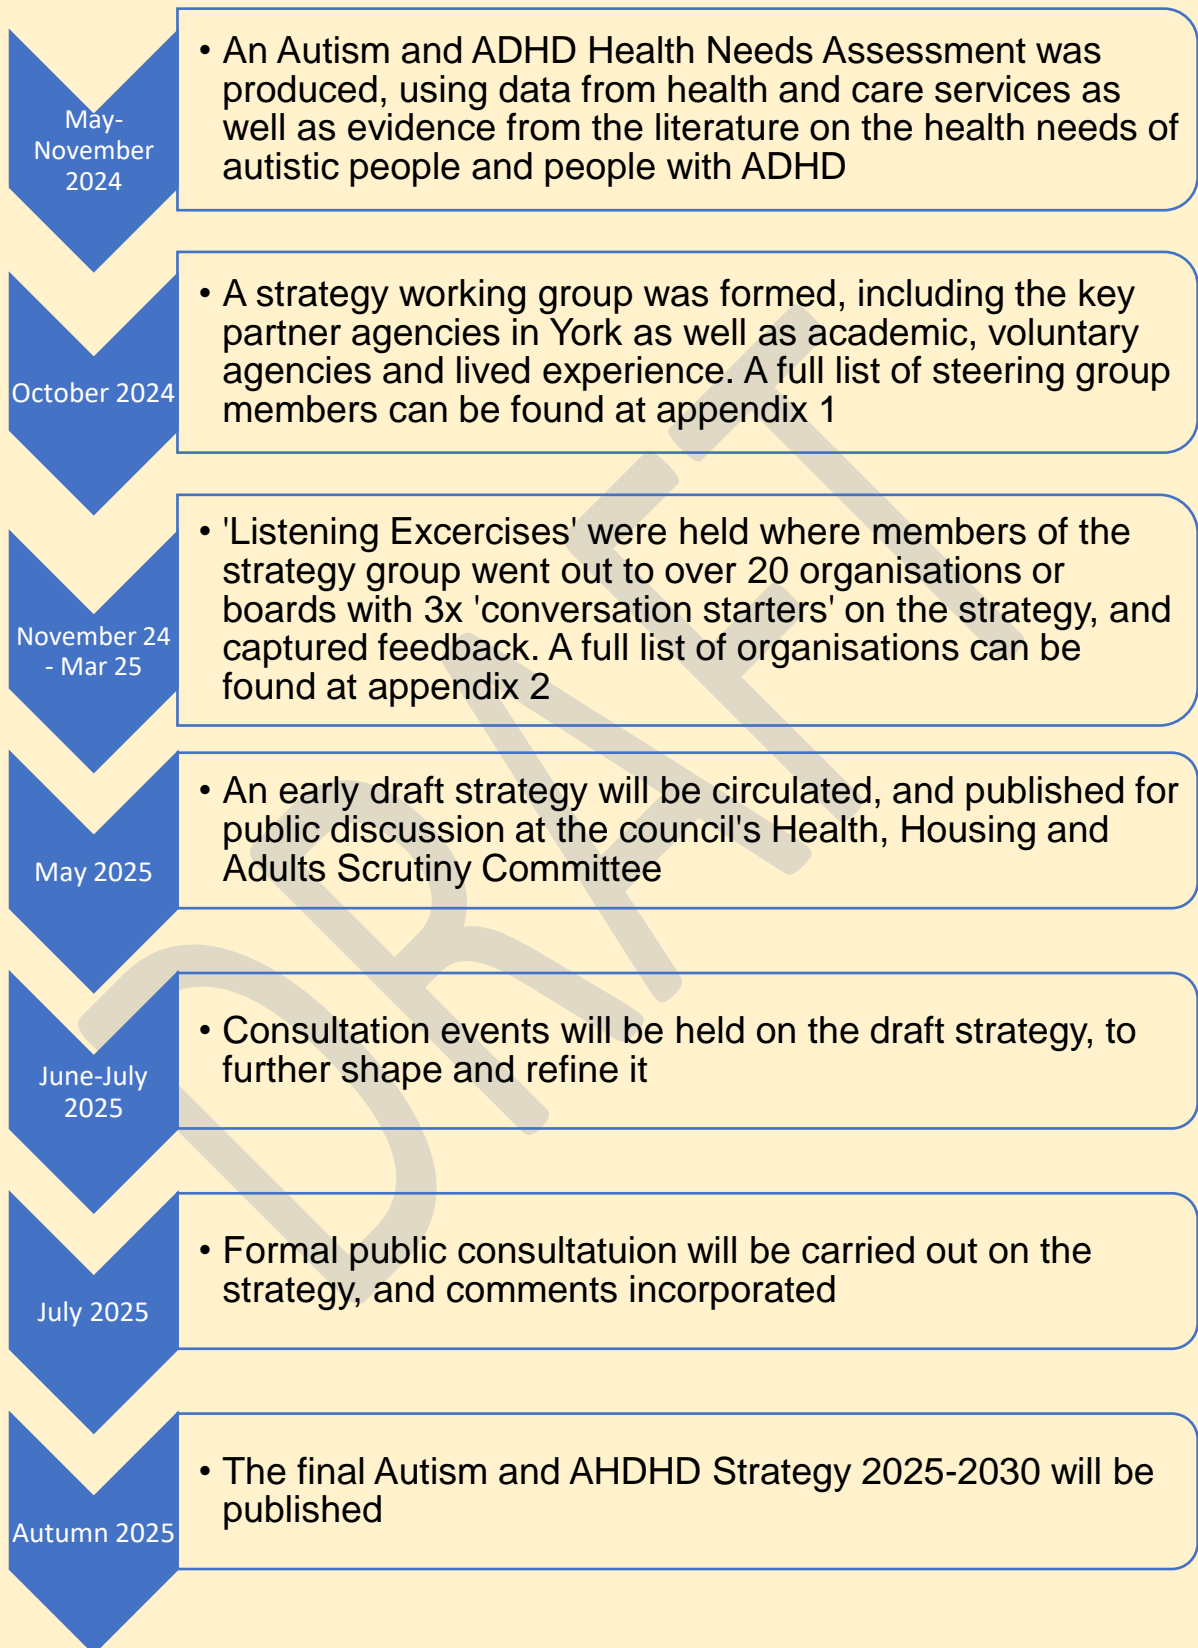 May-
November
2024
• An Autism and ADHD Health Needs Assessment was
produced, using data from health and care services as
well as evidence from the literature on the health needs of
autistic people and people with ADHD
October 2024
• A strategy working group was formed, including the key
partner agencies in York as well as academic, voluntary
agencies and lived experience. A full list of steering group
members can be found at appendix 1
November 24
- Mar 25
• 'Listening Excercises' were held where members of the
strategy group went out to over 20 organisations or
boards with 3x 'conversation starters' on the strategy, and
captured feedback. A full list of organisations can be
found at appendix 2
May 2025
• An early draft strategy will be circulated, and published for
public discussion at the council's Health, Housing and
Adults Scrutiny Committee
June-July
2025
• Consultation events will be held on the draft strategy, to
further shape and refine it
July 2025
• Formal public consultatuion will be carried out on the
strategy, and comments incorporated
Autumn 2025
• The final Autism and AHDHD Strategy 2025-2030 will be
published
DRAFT